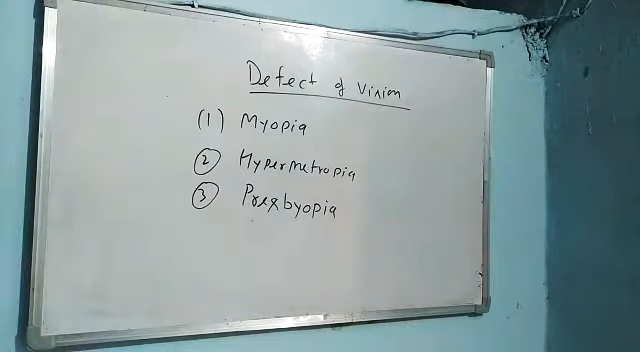 Defect of Vision
(1) Myopia
② Hypermetropia
③ Presbyopia